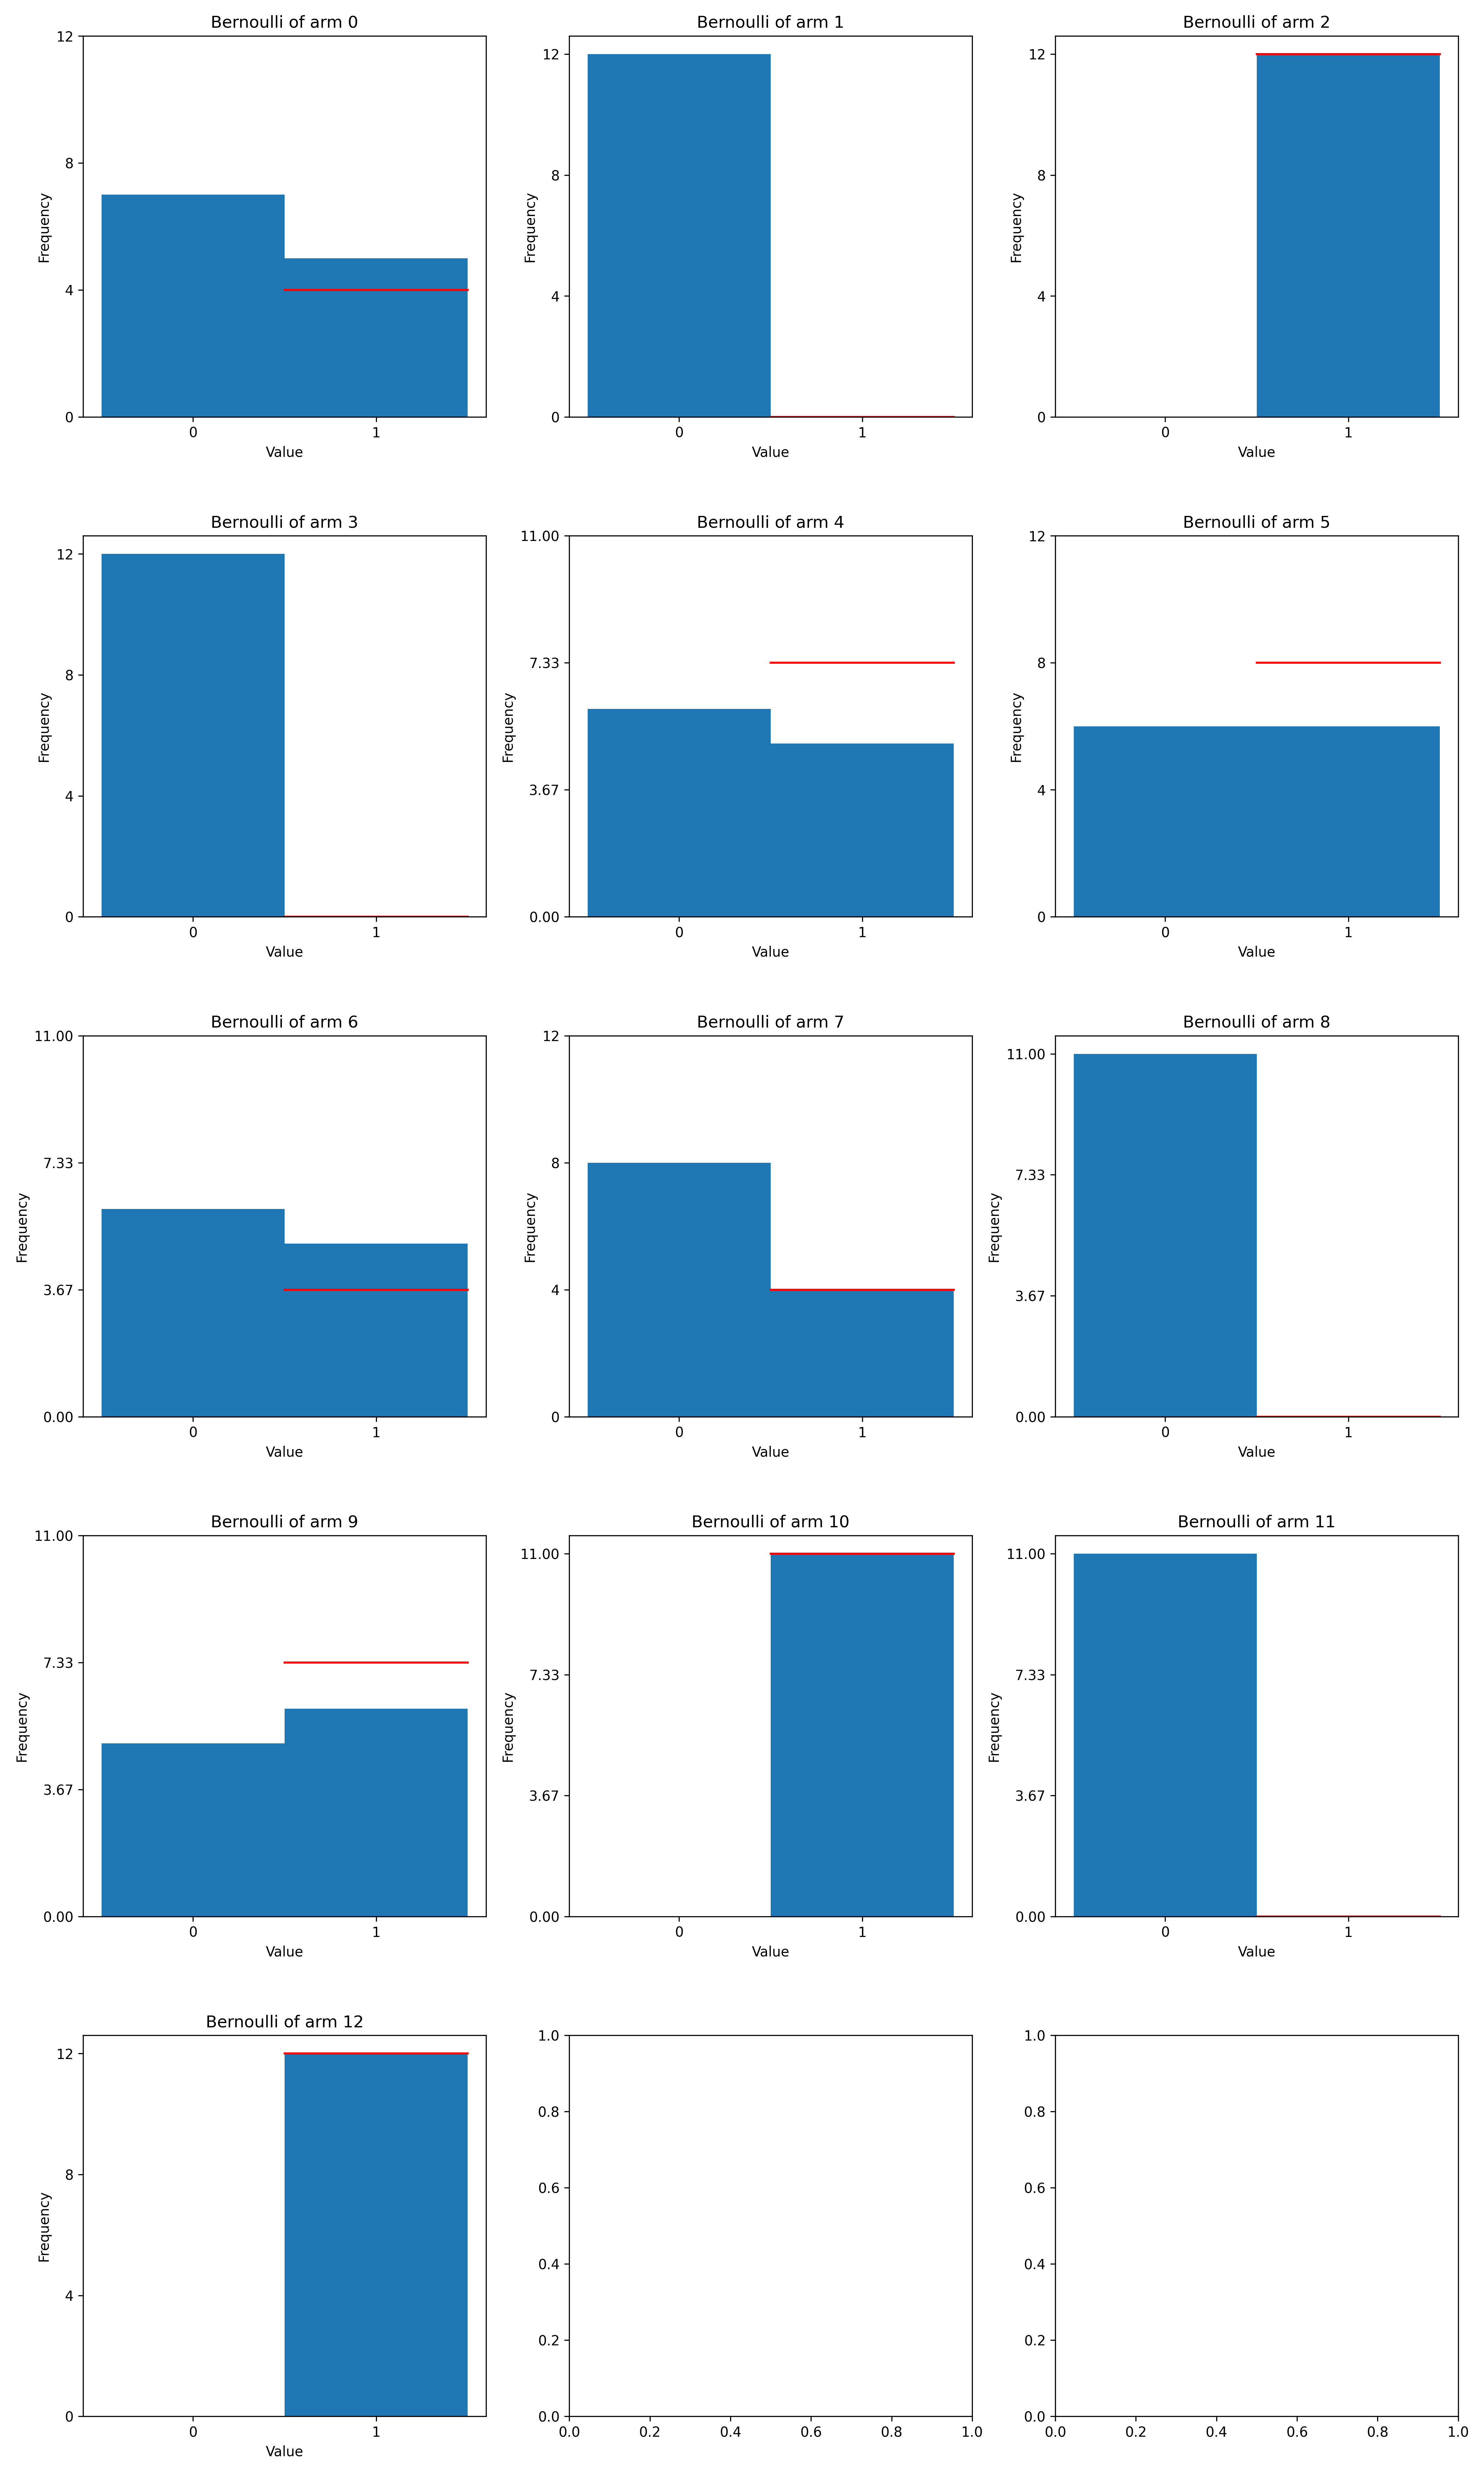 Bernoulli of arm 0
12
8
4
0
Frequency
0 1
Value
Bernoulli of arm 1
12
8
4
0
Frequency
0 1
Value
Bernoulli of arm 2
12
8
4
0
Frequency
0 1
Value
Bernoulli of arm 3
12
8
4
0
Frequency
0 1
Value
Bernoulli of arm 4
11.00
7.33
3.67
0.00
Frequency
0 1
Value
Bernoulli of arm 5
12
8
4
0
Frequency
0 1
Value
Bernoulli of arm 6
11.00
7.33
3.67
0.00
Frequency
0 1
Value
Bernoulli of arm 7
12
8
4
0
Frequency
0 1
Value
Bernoulli of arm 8
11.00
7.33
3.67
0.00
Frequency
0 1
Value
Bernoulli of arm 9
11.00
7.33
3.67
0.00
Frequency
0 1
Value
Bernoulli of arm 10
11.00
7.33
3.67
0.00
Frequency
0 1
Value
Bernoulli of arm 11
11.00
7.33
3.67
0.00
Frequency
0 1
Value
Bernoulli of arm 12
12
8
4
0
Frequency
0 1
Value
1.0
0.8
0.6
0.4
0.2
0.0
0.0 0.2 0.4 0.6 0.8 1.0
1.0
0.8
0.6
0.4
0.2
0.0
0.0 0.2 0.4 0.6 0.8 1.0